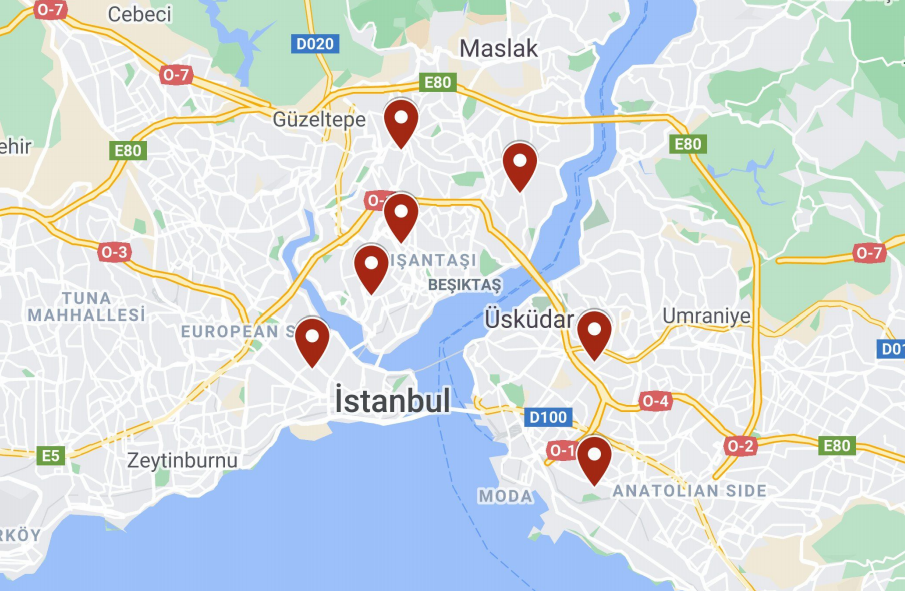 O-7
Cebeci
D020
Maslak
O-7
E80
Güzeltepe
ehir
E80
E80
O-3
O-7
IŞANTAŞI
BEŞIKTAŞ
TUNA
MAHHALLESİ
EUROPEAN S
Üsküdar
Umraniye
D01
İstanbul
O-4
D100
E5
Zeytinburnu
O-1
O-2
E80
MODA
ANATOLIAN SIDE
RKÖY